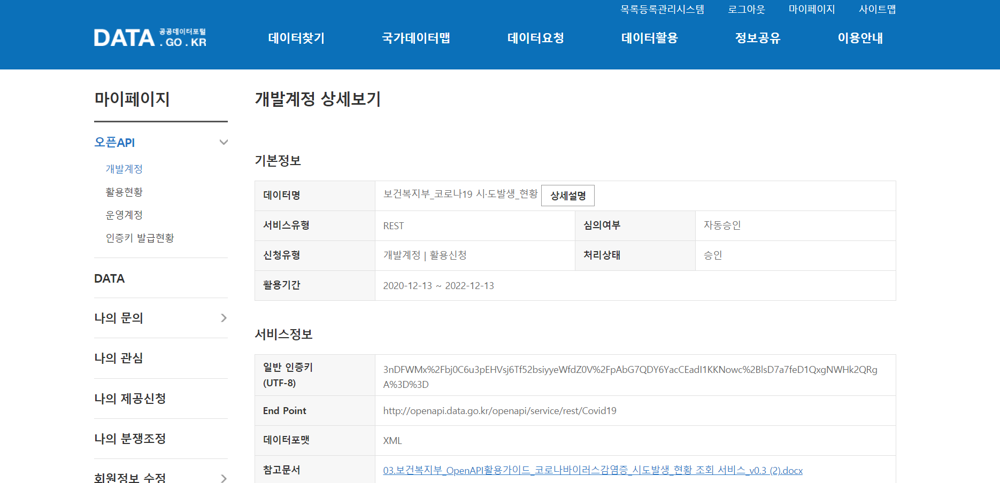 목록등록관리시스템 로그아웃 마이페이지 사이트맵
DATA 공공데이터포털 .GO.KR
데이터찾기 국가데이터맵 데이터요청 데이터활용 정보공유 이용안내
마이페이지
오픈API
개발계정
활용현황
운영계정
인증키 발급현황
DATA
나의 문의
나의 관심
나의 제공신청
나의 분쟁조정
회원정보 수정
개발계정 상세보기
기본정보
데이터명 보건복지부_코로나19 시·도발생_현황 상세설명
서비스유형 REST 심의여부 자동승인
신청유형 개발계정 | 활용신청 처리상태 승인
활용기간 2020-12-13 ~ 2022-12-13
서비스정보
일반 인증키
(UTF-8)
3nDFWMx%2Fbj0C6u3pEHVsj6Tf52bsiyyeWfdZ0V%2FpAbG7QDY6YacCEadI1KKNowc%2BlsD7a7feD1QxgNWHk2QRg
A%3D%3D
End Point http://openapi.data.go.kr/openapi/service/rest/Covid19
데이터포맷 XML
참고문서 03.보건복지부_OpenAPI활용가이드_코로나바이러스감염증_시도발생_현황 조회 서비스_v0.3 (2).docx